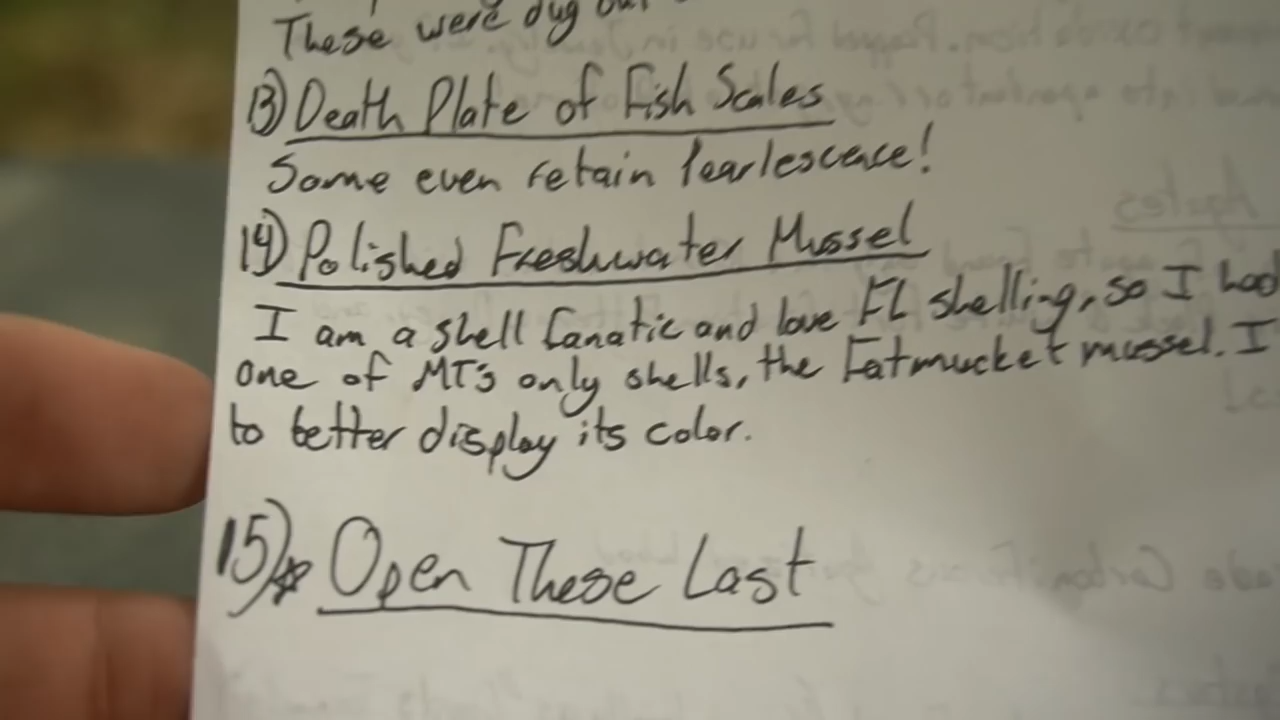 These were dug out
13) Death Plate of Fish Scales
Some even retain pearlescence!
14) Polished Freshwater Mussel
I am a shell fanatic and love FL shelling, so I had
one of MT's only shells, the Fatmucket mussel. I
to better display its color.
15)☆ Open These Last